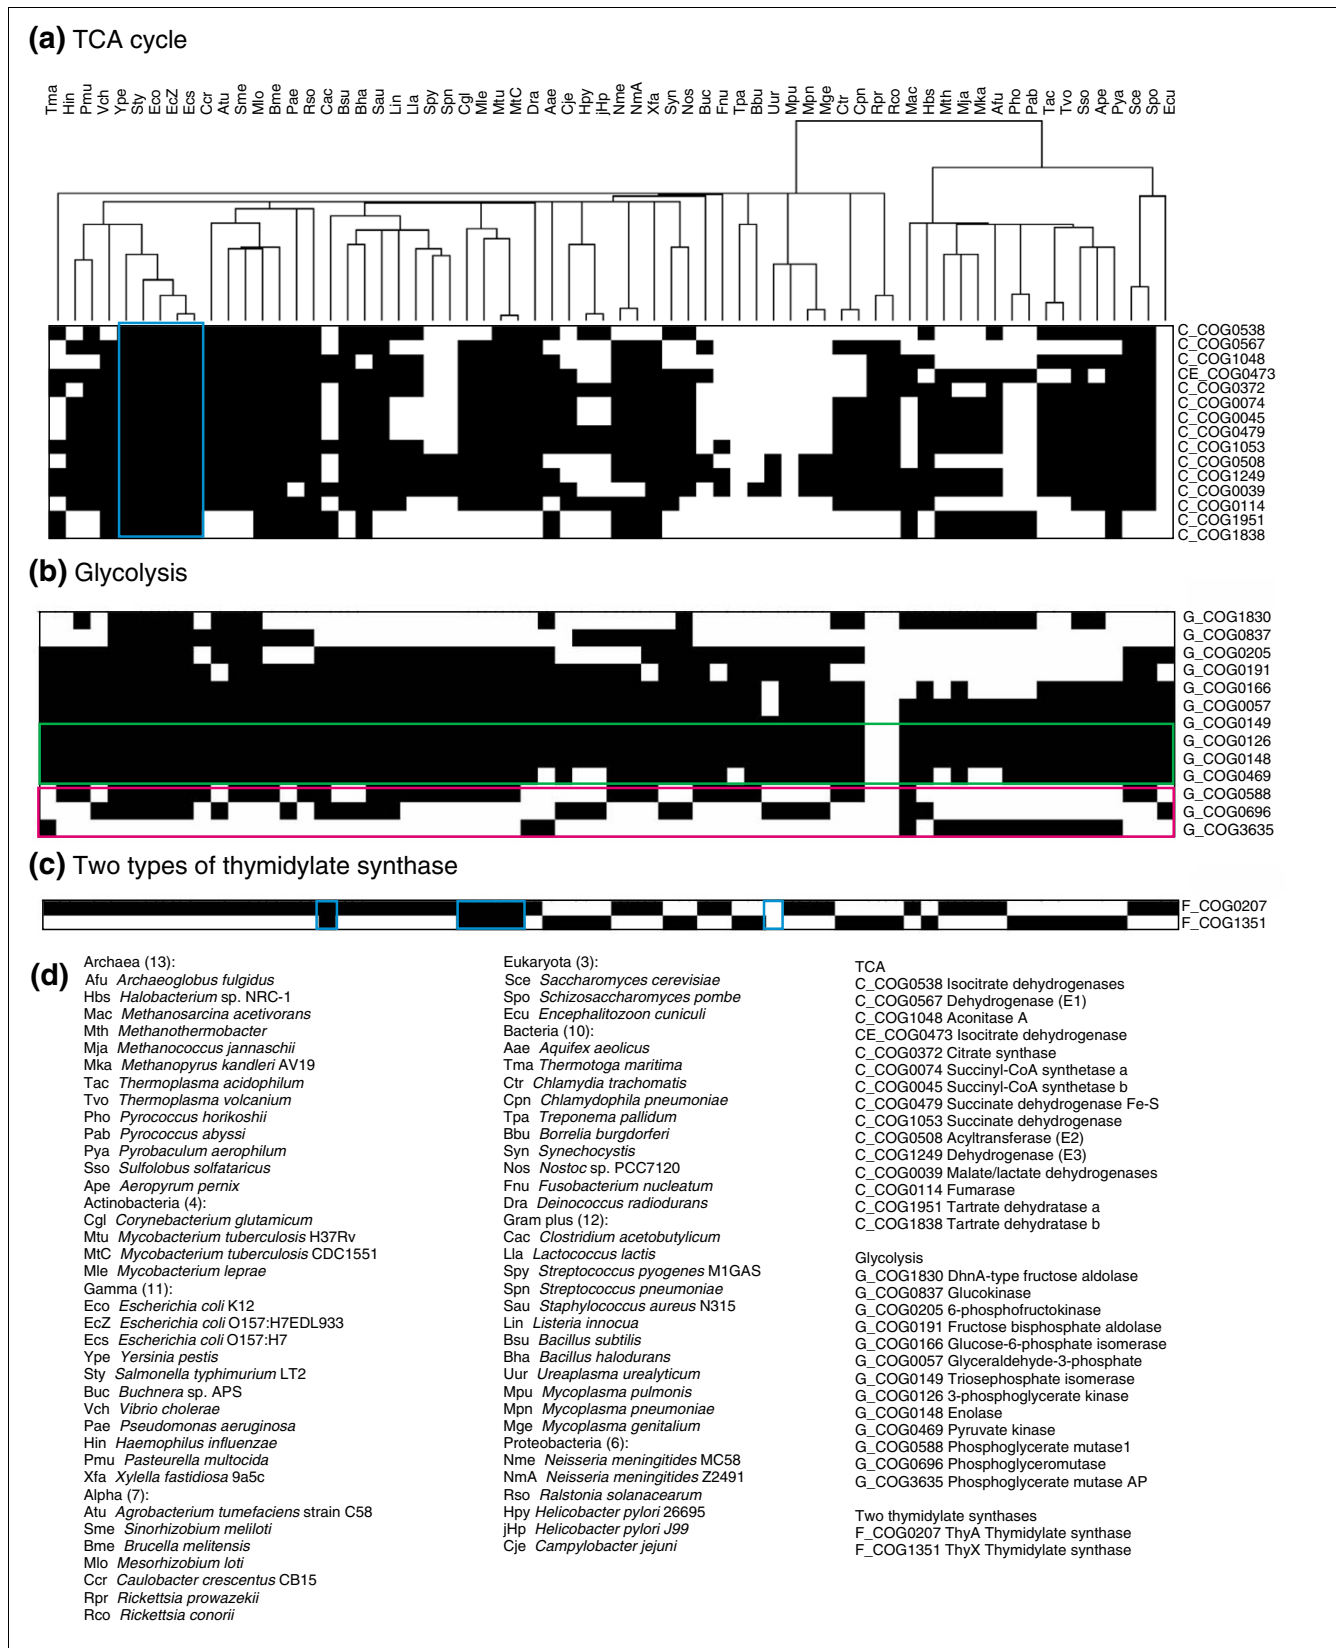 (a) TCA cycle
Tma Hin Pmu Vch Ype Sty Eco EcZ Ecs Ccr Atu Sme Mlo Bme Pae Rso Cac Bsu Bha Sau Lin Lla Spy Spn Cgl Mle Mtu MtC Dra Aae Cje Hpy jHp Nme NmA Xfa Syn Nos Buc Fnu Tpa Bbu Uur Mpu Mpn Mge Ctr Cpn Rpr Rco Mac Hbs Mth Mja Mka Afu Pho Pab Tac Tvo Sso Ape Pya Sce Spo Ecu
C_COG0538
C_COG0567
C_COG1048
CE_COG0473
C_COG0372
C_COG0074
C_COG0045
C_COG0479
C_COG1053
C_COG0508
C_COG1249
C_COG0039
C_COG0114
C_COG1951
C_COG1838
(b) Glycolysis
G_COG1830
G_COG0837
G_COG0205
G_COG0191
G_COG0166
G_COG0057
G_COG0149
G_COG0126
G_COG0148
G_COG0469
G_COG0588
G_COG0696
G_COG3635
(c) Two types of thymidylate synthase
F_COG0207
F_COG1351
(d)
Archaea (13):
Afu Archaeoglobus fulgidus
Hbs Halobacterium sp. NRC-1
Mac Methanosarcina acetivorans
Mth Methanothermobacter
Mja Methanococcus jannaschii
Mka Methanopyrus kandleri AV19
Tac Thermoplasma acidophilum
Tvo Thermoplasma volcanium
Pho Pyrococcus horikoshii
Pab Pyrococcus abyssi
Pya Pyrobaculum aerophilum
Sso Sulfolobus solfataricus
Ape Aeropyrum pernix
Actinobacteria (4):
Cgl Corynebacterium glutamicum
Mtu Mycobacterium tuberculosis H37Rv
MtC Mycobacterium tuberculosis CDC1551
Mle Mycobacterium leprae
Gamma (11):
Eco Escherichia coli K12
EcZ Escherichia coli O157:H7EDL933
Ecs Escherichia coli O157:H7
Ype Yersinia pestis
Sty Salmonella typhimurium LT2
Buc Buchnera sp. APS
Vch Vibrio cholerae
Pae Pseudomonas aeruginosa
Hin Haemophilus influenzae
Pmu Pasteurella multocida
Xfa Xylella fastidiosa 9a5c
Alpha (7):
Atu Agrobacterium tumefaciens strain C58
Sme Sinorhizobium meliloti
Bme Brucella melitensis
Mlo Mesorhizobium loti
Ccr Caulobacter crescentus CB15
Rpr Rickettsia prowazekii
Rco Rickettsia conorii
Eukaryota (3):
Sce Saccharomyces cerevisiae
Spo Schizosaccharomyces pombe
Ecu Encephalitozoon cuniculi
Bacteria (10):
Aae Aquifex aeolicus
Tma Thermotoga maritima
Ctr Chlamydia trachomatis
Cpn Chlamydophila pneumoniae
Tpa Treponema pallidum
Bbu Borrelia burgdorferi
Syn Synechocystis
Nos Nostoc sp. PCC7120
Fnu Fusobacterium nucleatum
Dra Deinococcus radiodurans
Gram plus (12):
Cac Clostridium acetobutylicum
Lla Lactococcus lactis
Spy Streptococcus pyogenes M1GAS
Spn Streptococcus pneumoniae
Sau Staphylococcus aureus N315
Lin Listeria innocua
Bsu Bacillus subtilis
Bha Bacillus halodurans
Uur Ureaplasma urealyticum
Mpu Mycoplasma pulmonis
Mpn Mycoplasma pneumoniae
Mge Mycoplasma genitalium
Proteobacteria (6):
Nme Neisseria meningitides MC58
NmA Neisseria meningitides Z2491
Rso Ralstonia solanacearum
Hpy Helicobacter pylori 26695
jHp Helicobacter pylori J99
Cje Campylobacter jejuni
TCA
C_COG0538 Isocitrate dehydrogenases
C_COG0567 Dehydrogenase (E1)
C_COG1048 Aconitase A
CE_COG0473 Isocitrate dehydrogenase
C_COG0372 Citrate synthase
C_COG0074 Succinyl-CoA synthetase a
C_COG0045 Succinyl-CoA synthetase b
C_COG0479 Succinate dehydrogenase Fe-S
C_COG1053 Succinate dehydrogenase
C_COG0508 Acyltransferase (E2)
C_COG1249 Dehydrogenase (E3)
C_COG0039 Malate/lactate dehydrogenases
C_COG0114 Fumarase
C_COG1951 Tartrate dehydratase a
C_COG1838 Tartrate dehydratase b
Glycolysis
G_COG1830 DhnA-type fructose aldolase
G_COG0837 Glucokinase
G_COG0205 6-phosphofructokinase
G_COG0191 Fructose bisphosphate aldolase
G_COG0166 Glucose-6-phosphate isomerase
G_COG0057 Glyceraldehyde-3-phosphate
G_COG0149 Triosephosphate isomerase
G_COG0126 3-phosphoglycerate kinase
G_COG0148 Enolase
G_COG0469 Pyruvate kinase
G_COG0588 Phosphoglycerate mutase1
G_COG0696 Phosphoglyceromutase
G_COG3635 Phosphoglycerate mutase AP
Two thymidylate synthases
F_COG0207 ThyA Thymidylate synthase
F_COG1351 ThyX Thymidylate synthase